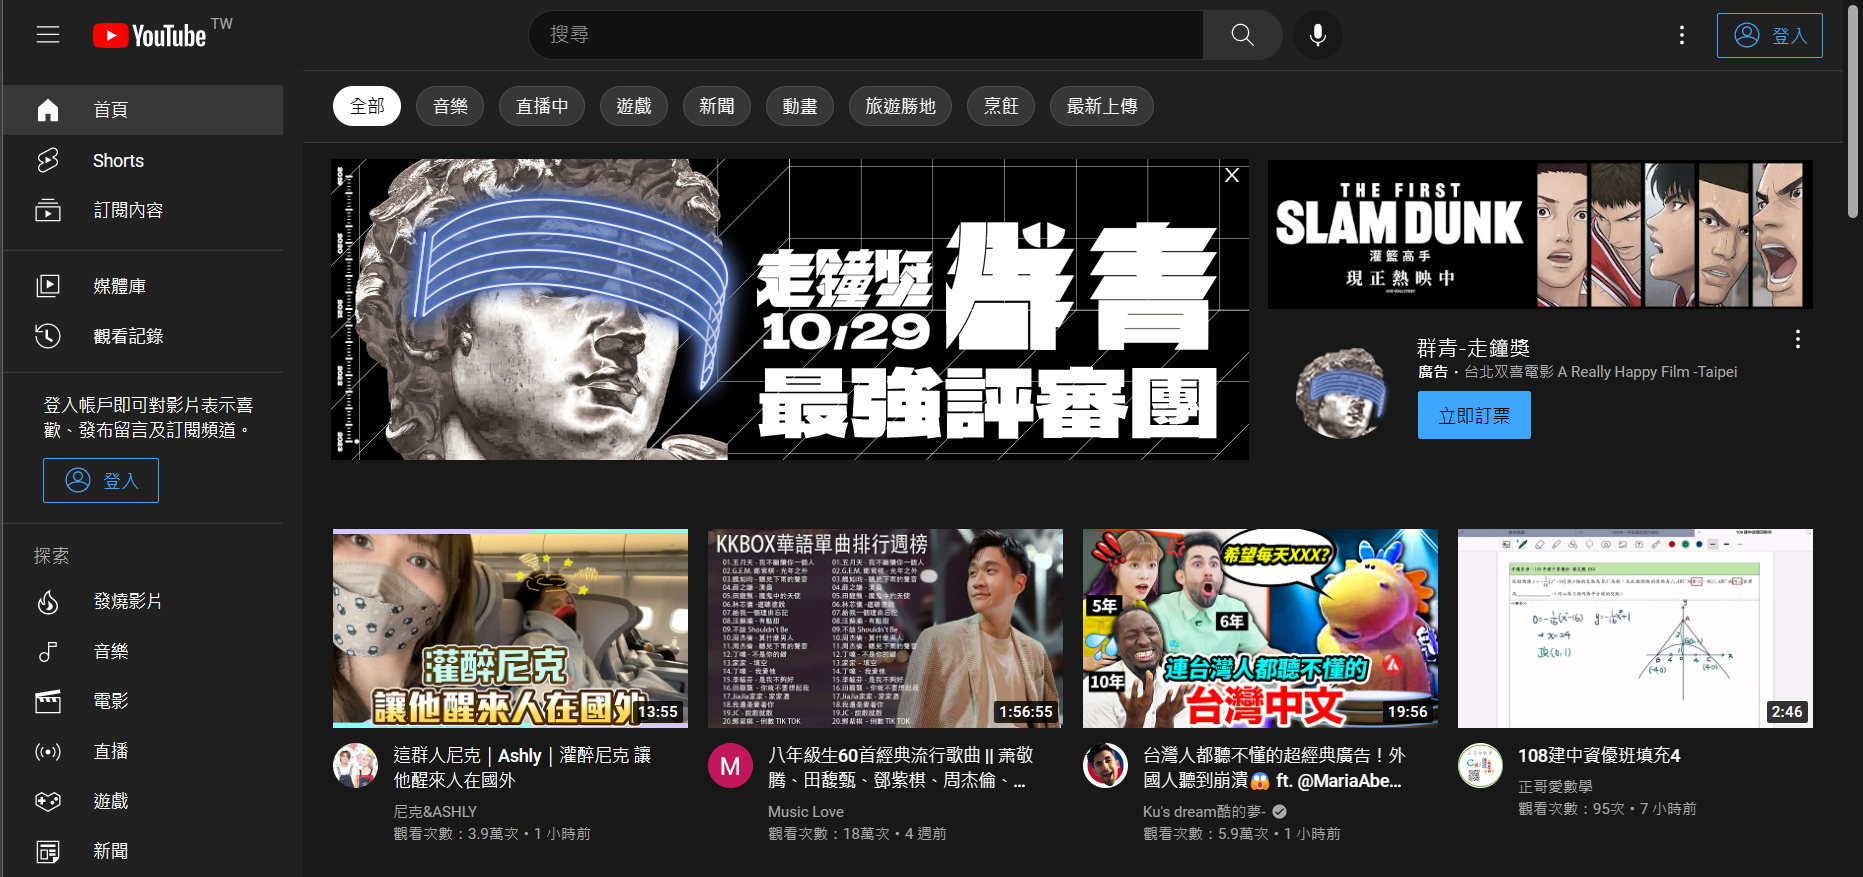 YouTube TW
搜尋
登入
首頁
Shorts
訂閱內容
媒體庫
觀看記錄
登入帳戶即可對影片表示喜
歡、發布留言及訂閱頻道。
登入
探索
發燒影片
音樂
電影
直播
遊戲
新聞
全部
音樂
直播中
遊戲
新聞
動畫
旅遊勝地
烹飪
最新上傳
走鐘獎 群青
10/29
最強評審團
X
THE FIRST
SLAM DUNK
灌籃高手
現正熱映中
群青-走鐘獎
廣告・台北双喜電影 A Really Happy Film -Taipei
立即訂票
灌醉尼克
讓他醒來人在國外
13:55
這群人尼克│Ashly│灌醉尼克 讓
他醒來人在國外
尼克&ASHLY
觀看次數：3.9萬次・1 小時前
KKBOX華語單曲排行週榜
1:56:55
M
八年級生60首經典流行歌曲 || 萧敬
腾、田馥甄、鄧紫棋、周杰倫、...
Music Love
觀看次數：18萬次・4 週前
希望每天XXX?
5年
6年
10年
連台灣人都聽不懂的
台灣中文
19:56
台灣人都聽不懂的超經典廣告！外
國人聽到崩潰😱 ft. @MariaAbe...
Ku's dream酷的夢-
觀看次數：5.9萬次・1 小時前
2:46
108建中資優班填充4
正哥愛數學
觀看次數：95次・7 小時前